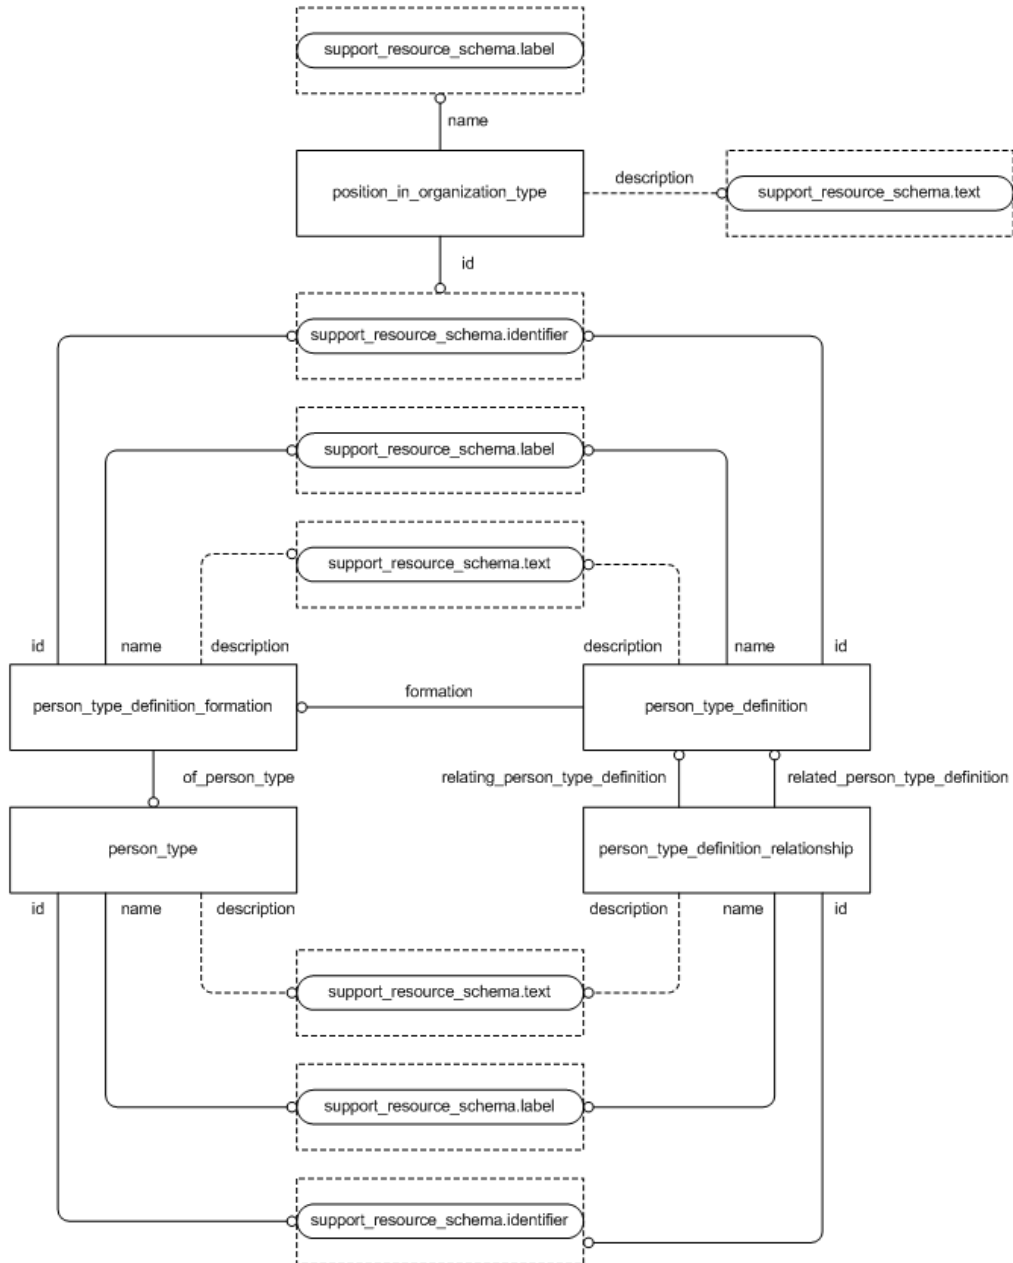 support_resource_schema.label
name
position_in_organization_type
description
support_resource_schema.text
id
support_resource_schema.identifier
support_resource_schema.label
support_resource_schema.text
id
name
description
description
name
id
person_type_definition_formation
formation
person_type_definition
of_person_type
relating_person_type_definition
related_person_type_definition
person_type
person_type_definition_relationship
id
name
description
description
name
id
support_resource_schema.text
support_resource_schema.label
support_resource_schema.identifier